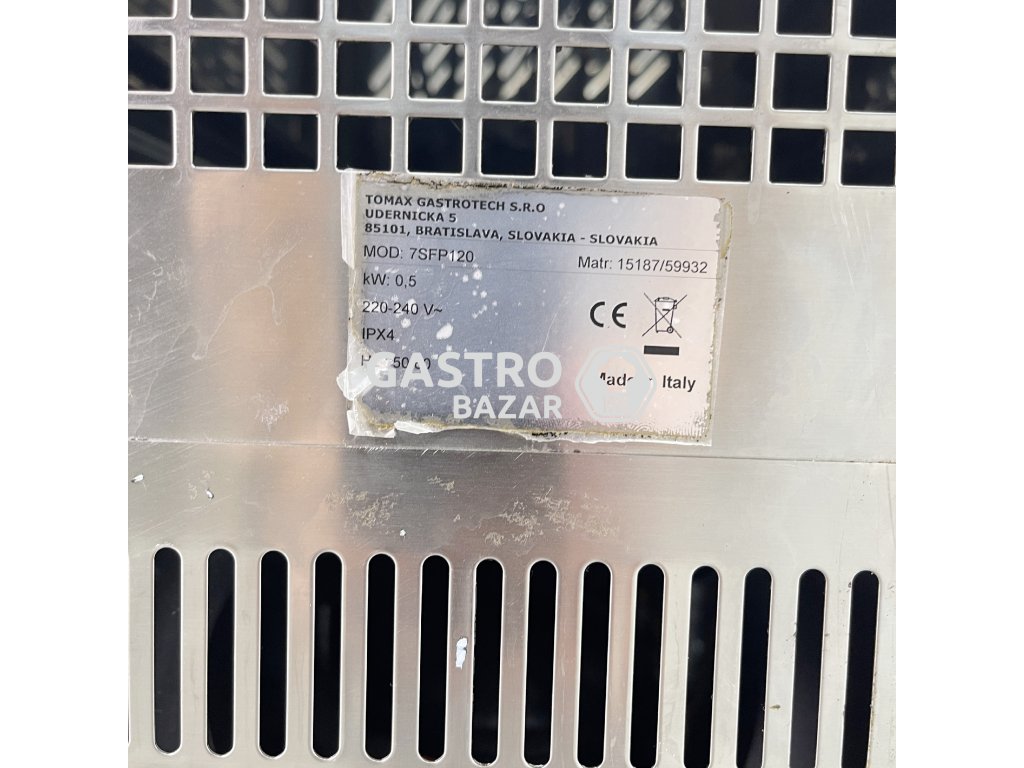 TOMAX GASTROTECH S.R.O
UDERNICKA 5
85101, BRATISLAVA, SLOVAKIA - SLOVAKIA
MOD: 7SFP120
Matr: 15187/59932
kW: 0,5
220-240 V~
IPX4
CE
Italy
GASTRO
BAZAR